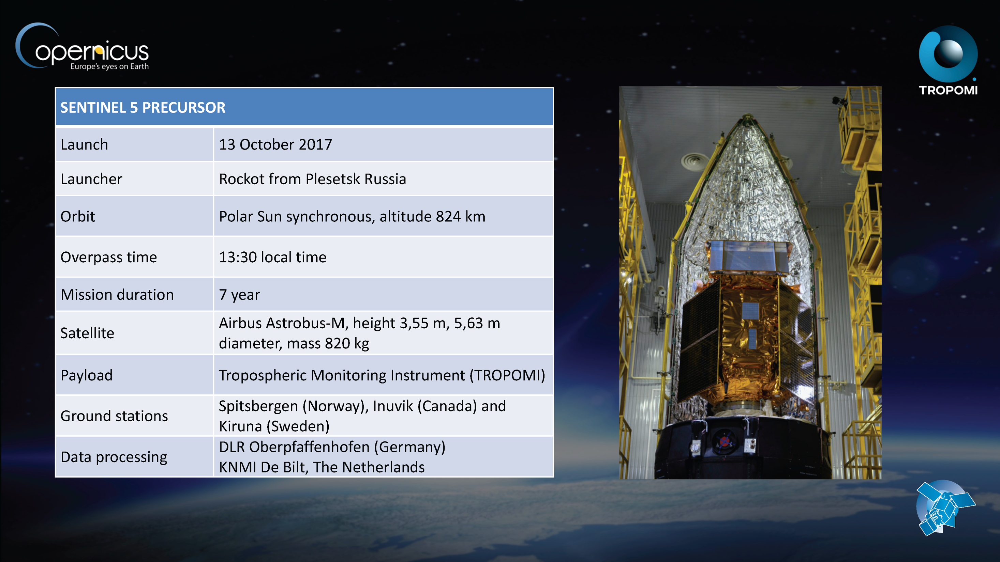 Copernicus
Europe's eyes on Earth
TROPOMI
SENTINEL 5 PRECURSOR
Launch
13 October 2017
Launcher
Rockot from Plesetsk Russia
Orbit
Polar Sun synchronous, altitude 824 km
Overpass time
13:30 local time
Mission duration
7 year
Satellite
Airbus Astrobus-M, height 3,55 m, 5,63 m
diameter, mass 820 kg
Payload
Tropospheric Monitoring Instrument (TROPOMI)
Ground stations
Spitsbergen (Norway), Inuvik (Canada) and
Kiruna (Sweden)
Data processing
DLR Oberpfaffenhofen (Germany)
KNMI De Bilt, The Netherlands